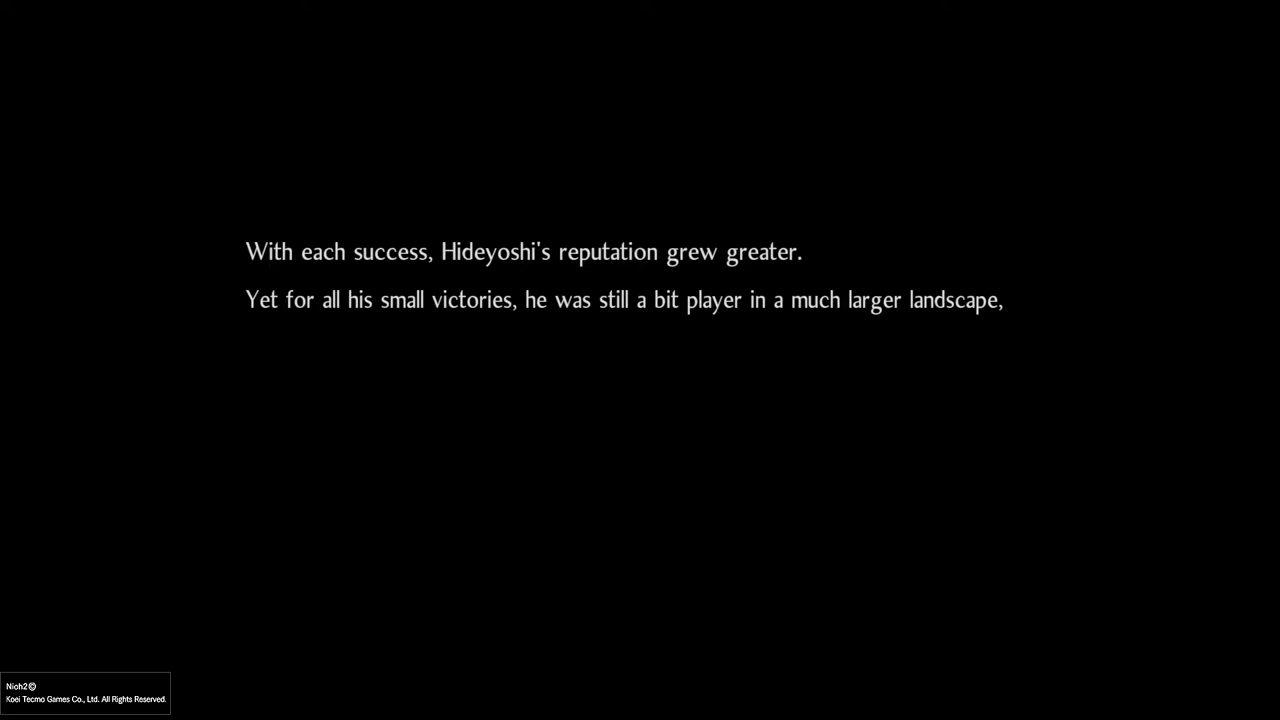 With each success, Hideyoshi's reputation grew greater.
Yet for all his small victories, he was still a bit player in a much larger landscape,
Nioh2©
Koei Tecmo Games Co., Ltd. All Rights Reserved.